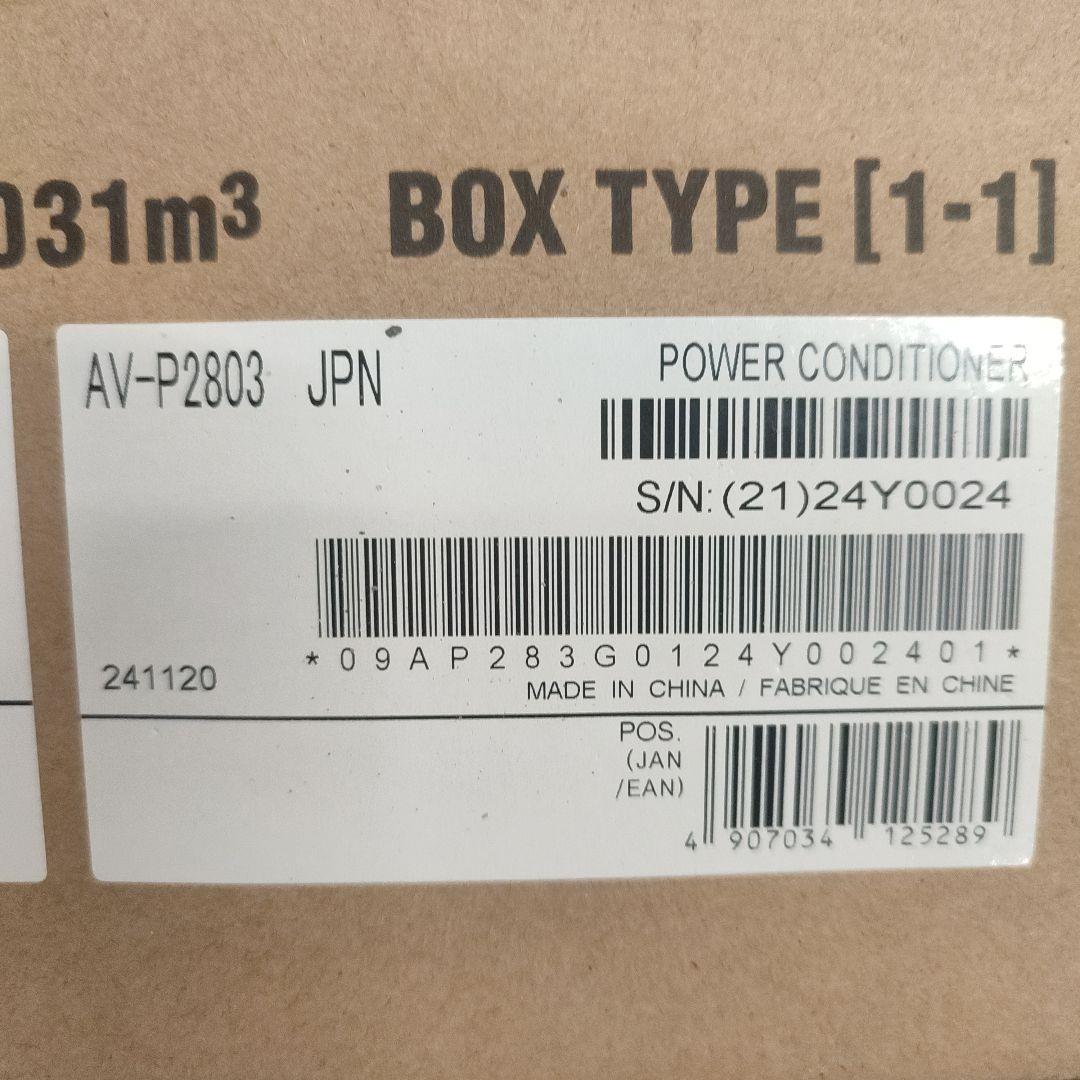 031m³ BOX TYPE [1-1]
AV-P2803 JPN
POWER CONDITIONER
S/N:(21)24Y0024
*09AP283G0124Y002401*
241120
MADE IN CHINA / FABRIQUE EN CHINE
POS.
(JAN
/EAN)
4 907034 125289